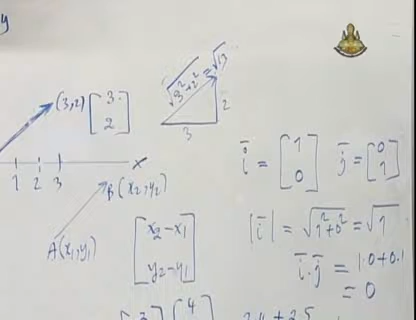 y
√3²+2² = √13
2
3
(3,2) [3 2]
1 2 3 x
B(x₂,y₂)
A(x₁,y₁)
[x₂-x₁ y₂-y₁]
i̅ = [1 0] j̅ = [0 1]
|i̅| = √1²+0² = √1
i̅.j̅ = 1.0+0.1
= 0